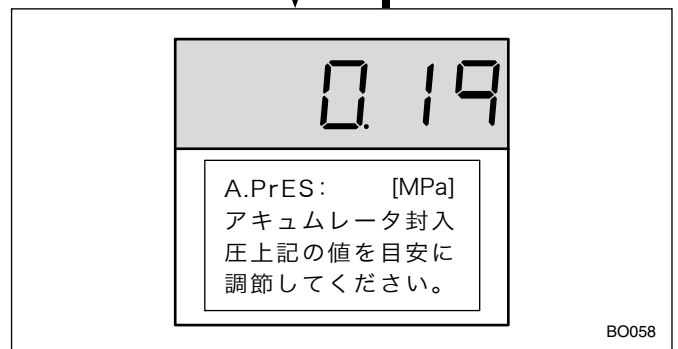 0.19
A.PrES: [MPa]
アキュムレータ封入
圧上記の値を目安に
調節してください。
BO058